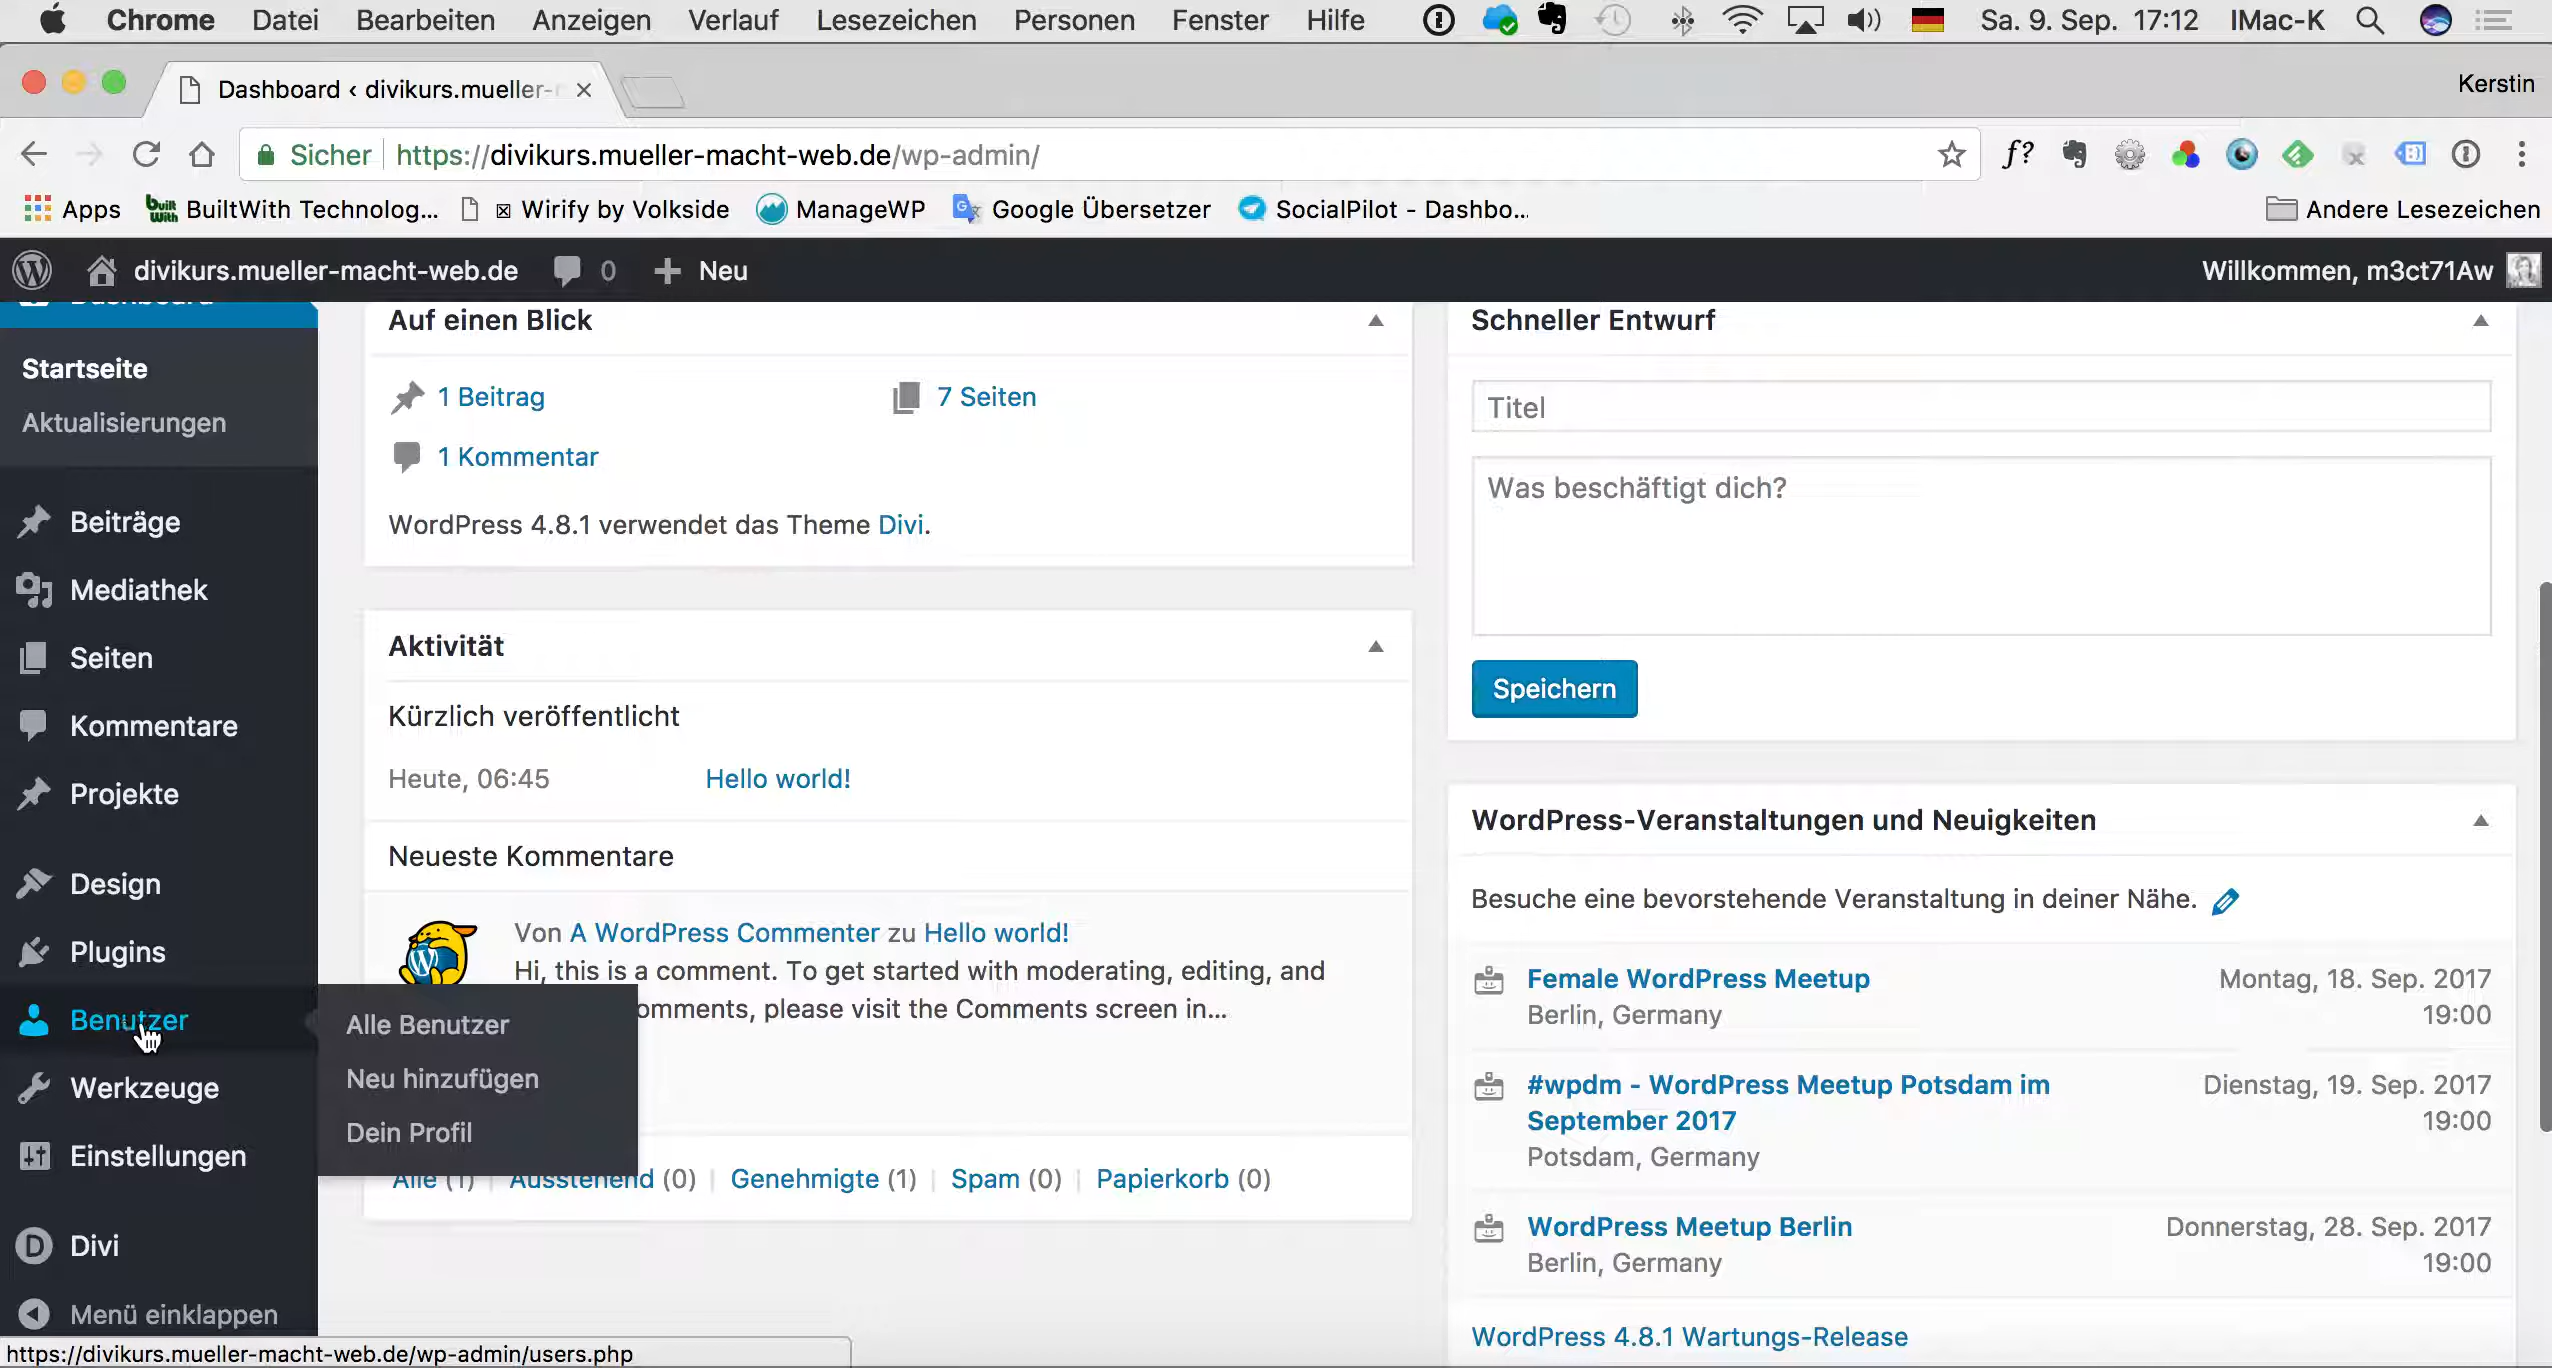 Chrome Datei Bearbeiten Anzeigen Verlauf Lesezeichen Personen Fenster Hilfe Sa. 9. Sep. 17:12 IMac-K
Dashboard ‹ divikurs.mueller- Kerstin
Sicher https://divikurs.mueller-macht-web.de/wp-admin/ f?
Apps BuiltWith Technolog... Wirify by Volkside ManageWP Google Übersetzer SocialPilot - Dashbo... Andere Lesezeichen
divikurs.mueller-macht-web.de 0 + Neu Willkommen, m3ct71Aw
Dashboard
Startseite
Aktualisierungen
Beiträge
Mediathek
Seiten
Kommentare
Projekte
Design
Plugins
Benutzer
Werkzeuge
Einstellungen
Divi
Menü einklappen
Alle Benutzer
Neu hinzufügen
Dein Profil
Auf einen Blick
1 Beitrag 7 Seiten
1 Kommentar
WordPress 4.8.1 verwendet das Theme Divi.
Aktivität
Kürzlich veröffentlicht
Heute, 06:45 Hello world!
Neueste Kommentare
Von A WordPress Commenter zu Hello world!
Hi, this is a comment. To get started with moderating, editing, and
omments, please visit the Comments screen in...
Alle (1) | Ausstehend (0) | Genehmigte (1) | Spam (0) | Papierkorb (0)
Schneller Entwurf
Titel
Was beschäftigt dich?
Speichern
WordPress-Veranstaltungen und Neuigkeiten
Besuche eine bevorstehende Veranstaltung in deiner Nähe.
Female WordPress Meetup Montag, 18. Sep. 2017
Berlin, Germany 19:00
#wpdm - WordPress Meetup Potsdam im Dienstag, 19. Sep. 2017
September 2017 19:00
Potsdam, Germany
WordPress Meetup Berlin Donnerstag, 28. Sep. 2017
Berlin, Germany 19:00
WordPress 4.8.1 Wartungs-Release
https://divikurs.mueller-macht-web.de/wp-admin/users.php